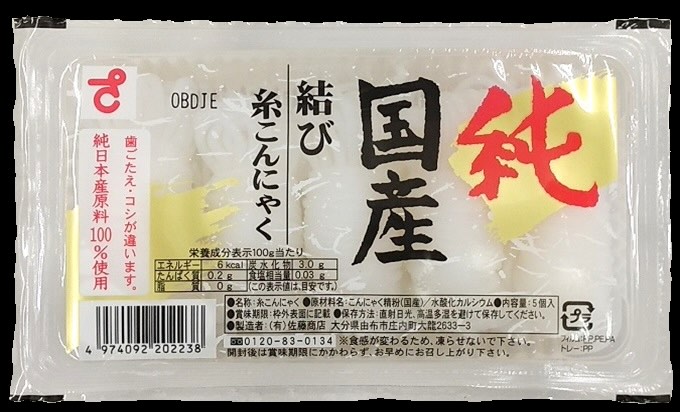 純
国産
結び
糸こんにゃく
OBDJE
歯ごたえ・コシが違います。
純日本産原料100%使用
栄養成分表示100g当たり
エネルギー 6kcal 炭水化物 3.0g
たんぱく質 0.2g 食塩相当量 0.03g
脂質 0g (この表示値は、目安です。)
●名称:糸こんにゃく ●原材料名:こんにゃく精粉(国産)/水酸化カルシウム ●内容量:5個入
●賞味期限:枠外表面に記載 ●保存方法:直射日光、高温多湿を避けて保存してください。
●製造者:(有)佐藤商店 大分県由布市庄内町大龍2633-3
0120-83-0134 ※食感が変わるため、凍らせないで下さい。
開封後は賞味期限にかかわらず、お早めにお召し上がり下さい。
4 974092 202238
プラ
トレー:PP